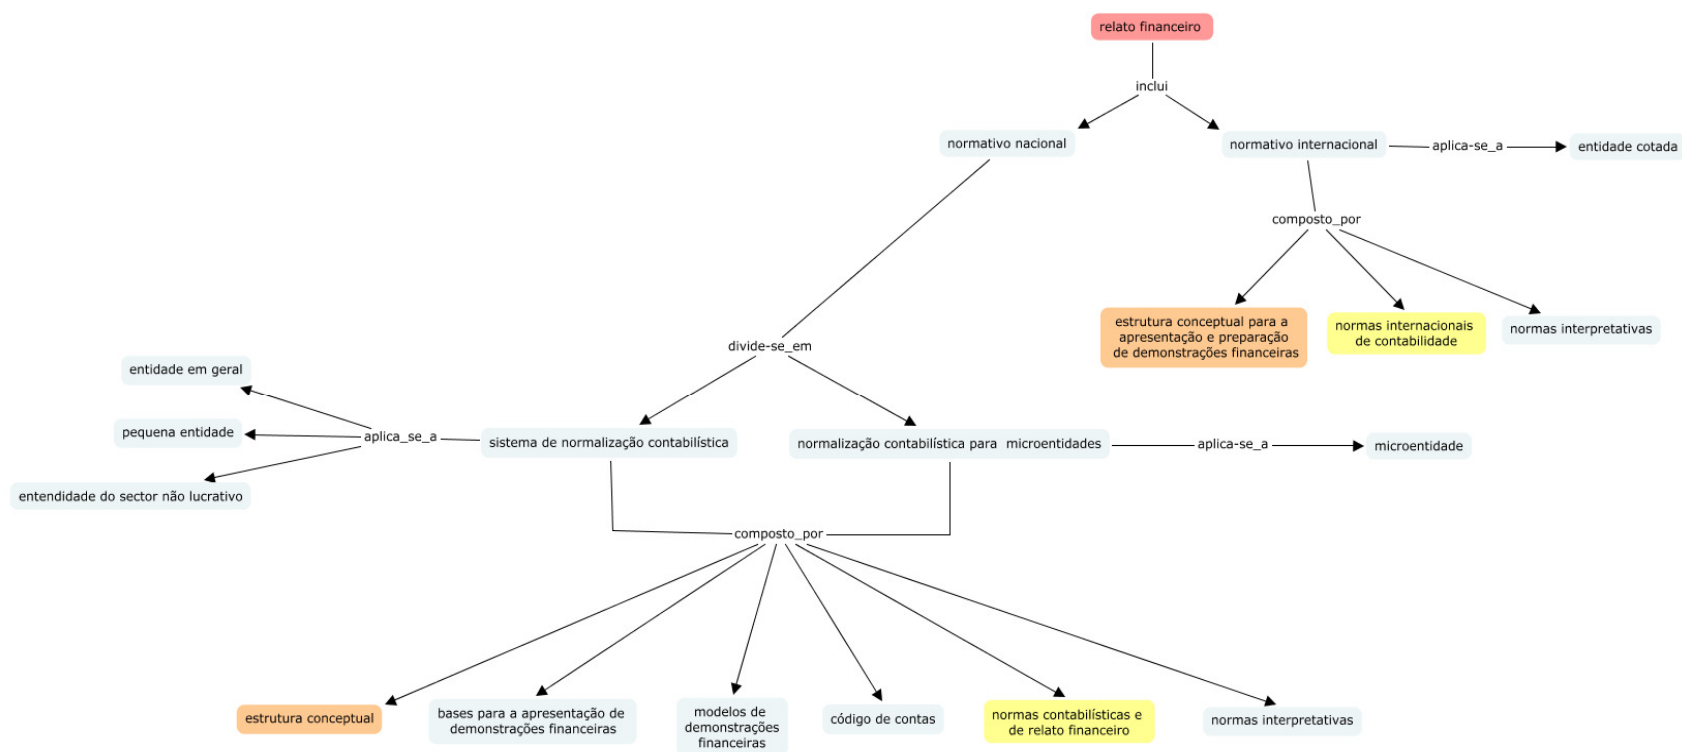 relato financeiro
inclui
normativo nacional
normativo internacional
aplica-se_a
entidade cotada
composto_por
estrutura conceptual para a
apresentação e preparação
de demonstrações financeiras
normas internacionais
de contabilidade
normas interpretativas
divide-se_em
entidade em geral
pequena entidade
entendidade do sector não lucrativo
aplica_se_a
sistema de normalização contabilística
normalização contabilística para microentidades
aplica-se_a
microentidade
composto_por
estrutura conceptual
bases para a apresentação de
demonstrações financeiras
modelos de
demonstrações
financeiras
código de contas
normas contabilísticas e
de relato financeiro
normas interpretativas